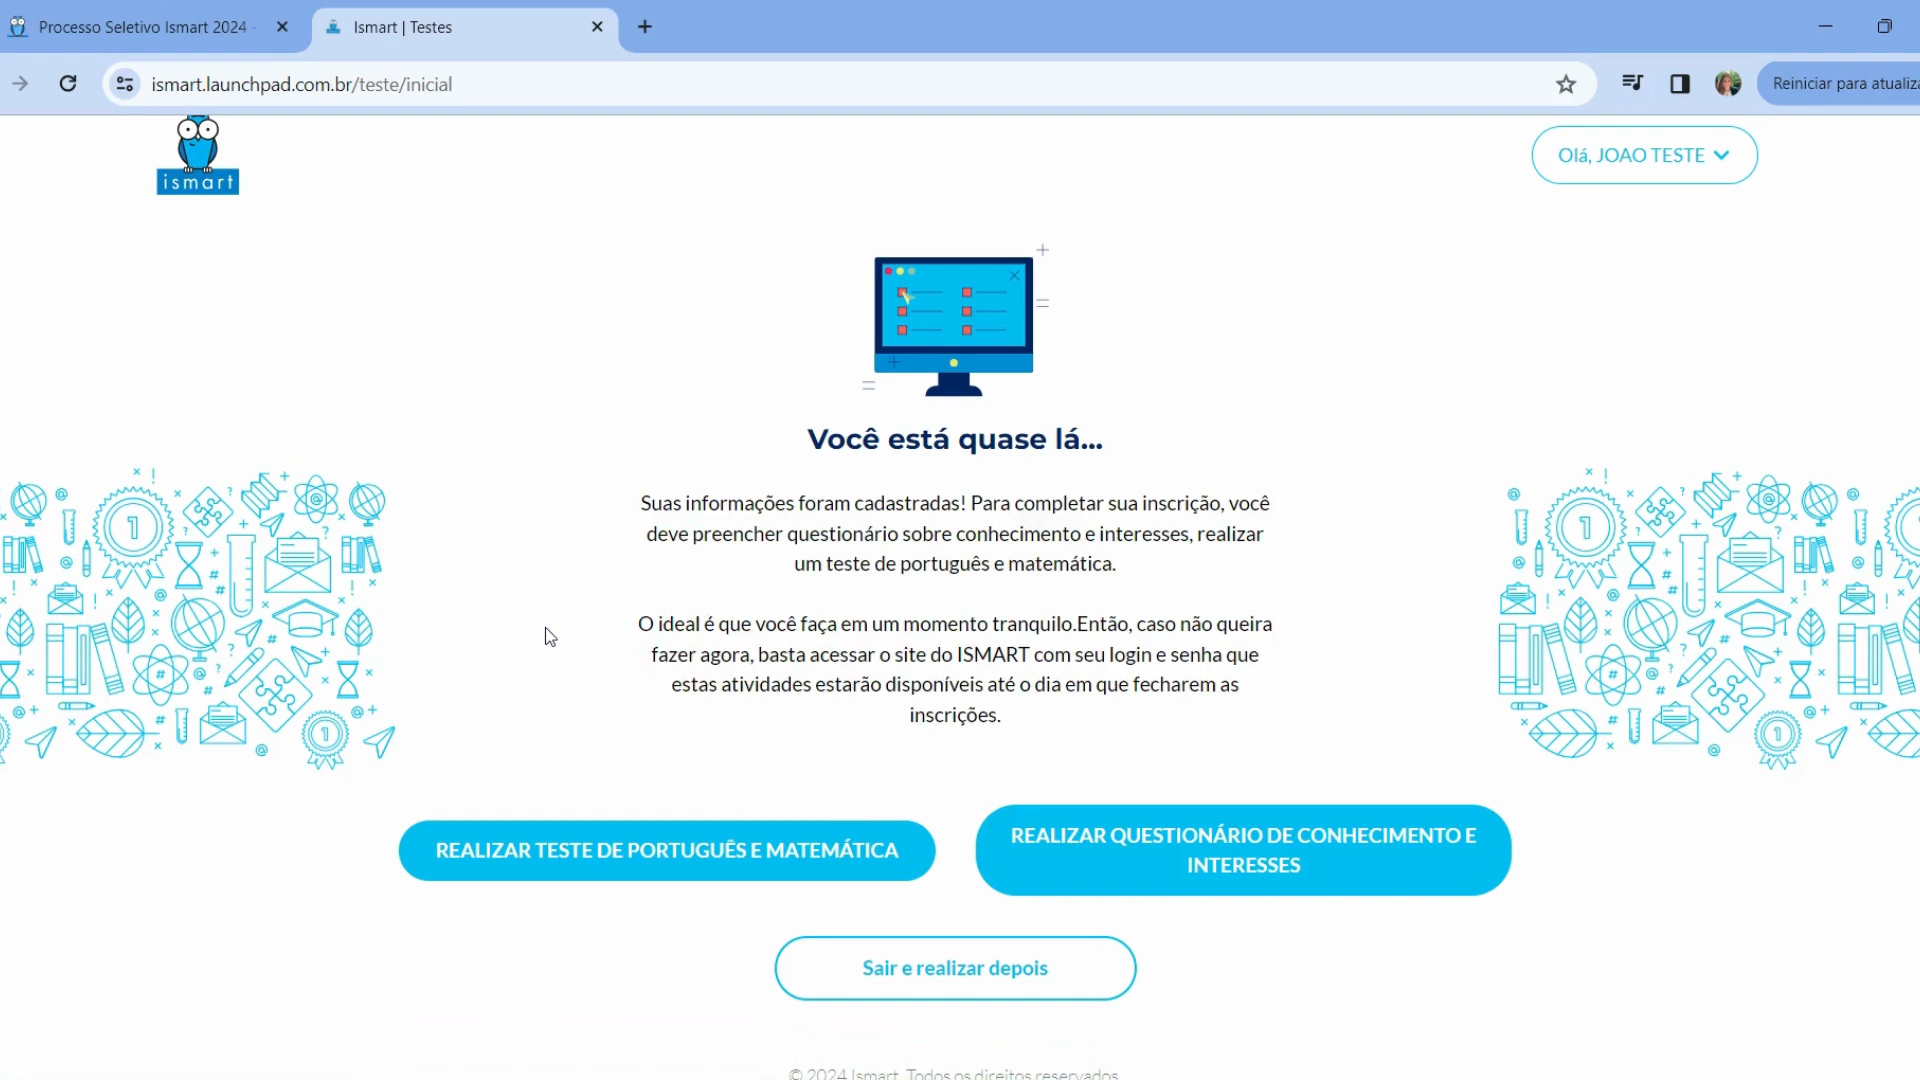 Processo Seletivo Ismart 2024 -
Ismart | Testes
ismart.launchpad.com.br/teste/inicial
Reiniciar para atualiza
ismart
Olá, JOAO TESTE
Você está quase lá...
Suas informações foram cadastradas! Para completar sua inscrição, você
deve preencher questionário sobre conhecimento e interesses, realizar
um teste de português e matemática.
O ideal é que você faça em um momento tranquilo.Então, caso não queira
fazer agora, basta acessar o site do ISMART com seu login e senha que
estas atividades estarão disponíveis até o dia em que fecharem as
inscrições.
REALIZAR TESTE DE PORTUGUÊS E MATEMÁTICA
REALIZAR QUESTIONÁRIO DE CONHECIMENTO E
INTERESSES
Sair e realizar depois
© 2024 Ismart. Todos os direitos reservados